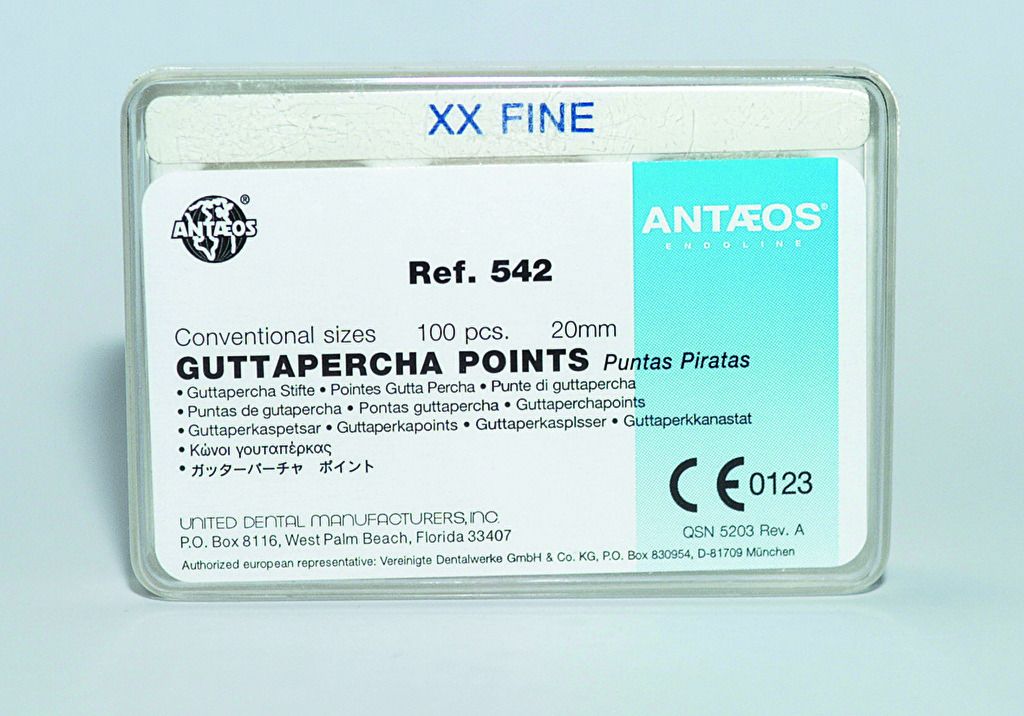 XX FINE
ANTÆOS®
ANTÆOS®
ENDOLINE
Ref. 542
Conventional sizes 100 pcs. 20mm
GUTTAPERCHA POINTS Puntas Piratas
• Guttapercha Stifte • Pointes Gutta Percha • Punte di guttapercha
• Puntas de gutapercha • Pontas guttapercha • Guttaperchapoints
• Guttaperkaspetsar • Guttaperkapoints • Guttaperkasplsser • Guttaperkkanastat
• Κώνοι γουταπέρκας
• ガッターパーチャ ポイント
CE 0123
UNITED DENTAL MANUFACTURERS, INC.
QSN 5203 Rev. A
P.O. Box 8116, West Palm Beach, Florida 33407
Authorized european representative: Vereinigte Dentalwerke GmbH & Co. KG, P.O. Box 830954, D-81709 München